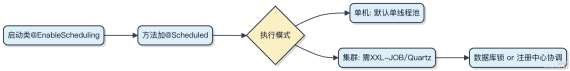 启动类@EnableScheduling
方法加@Scheduled
执行模式
单机: 默认单线程池
集群: 需XXL-JOB/Quartz
数据库锁 or 注册中心协调